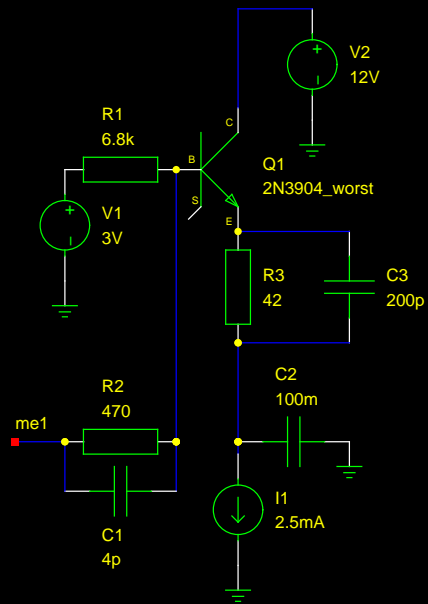 V2
12V
R1
6.8k
C
B
Q1
2N3904_worst
S
V1
3V
E
R3
42
C3
200p
R2
470
C2
100m
me1
I1
2.5mA
C1
4p